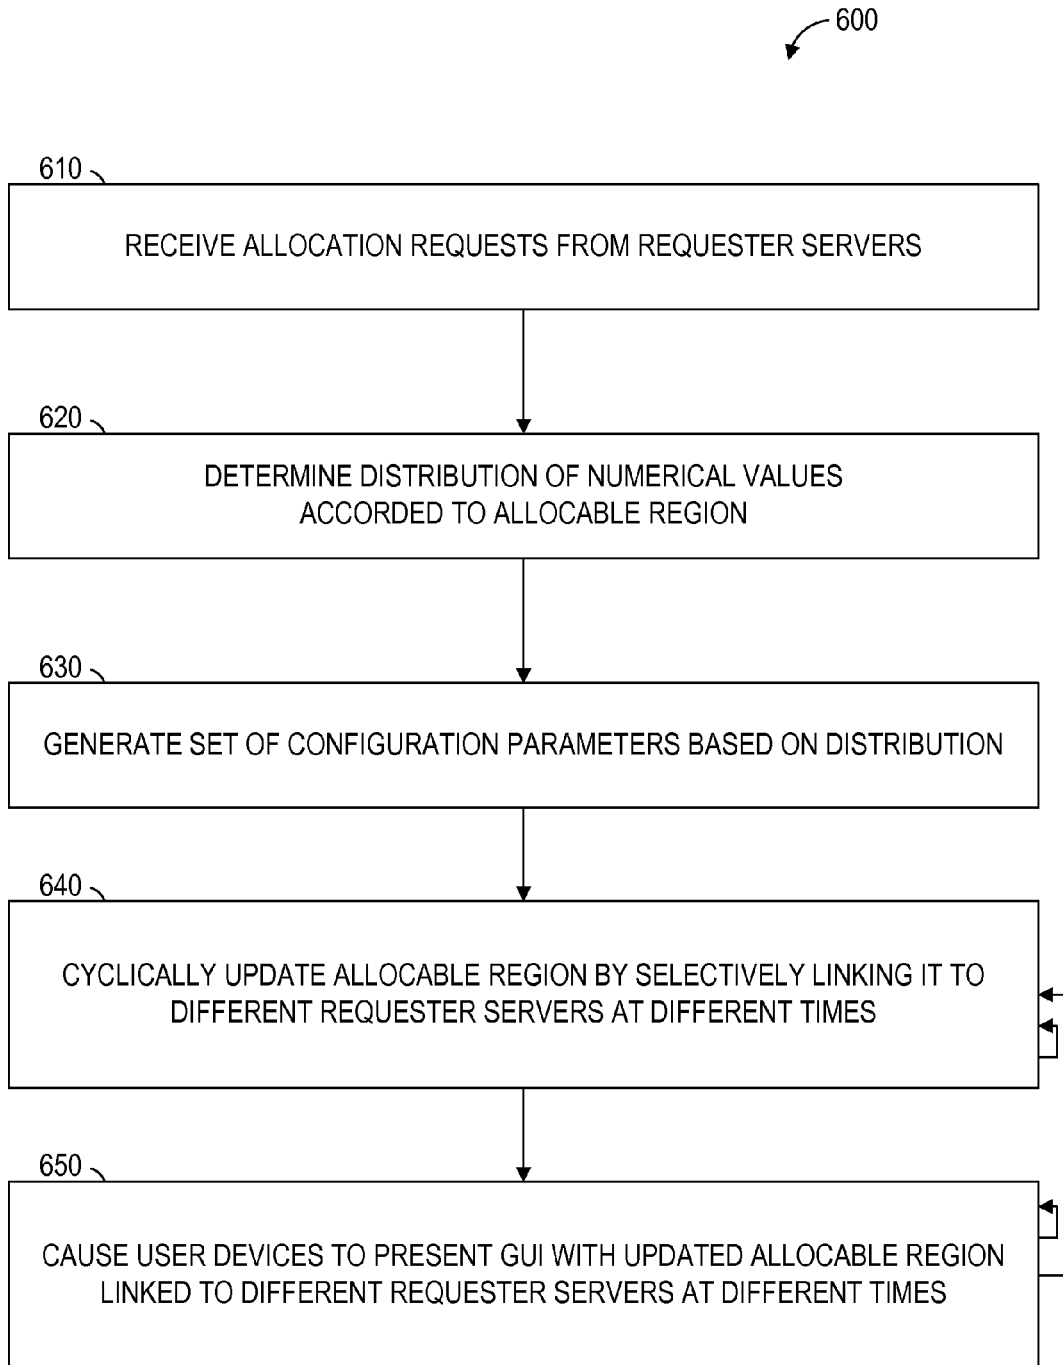 600
610
RECEIVE ALLOCATION REQUESTS FROM REQUESTER SERVERS
620
DETERMINE DISTRIBUTION OF NUMERICAL VALUES
ACCORDED TO ALLOCABLE REGION
630
GENERATE SET OF CONFIGURATION PARAMETERS BASED ON DISTRIBUTION
640
CYCLICALLY UPDATE ALLOCABLE REGION BY SELECTIVELY LINKING IT TO
DIFFERENT REQUESTER SERVERS AT DIFFERENT TIMES
650
CAUSE USER DEVICES TO PRESENT GUI WITH UPDATED ALLOCABLE REGION
LINKED TO DIFFERENT REQUESTER SERVERS AT DIFFERENT TIMES